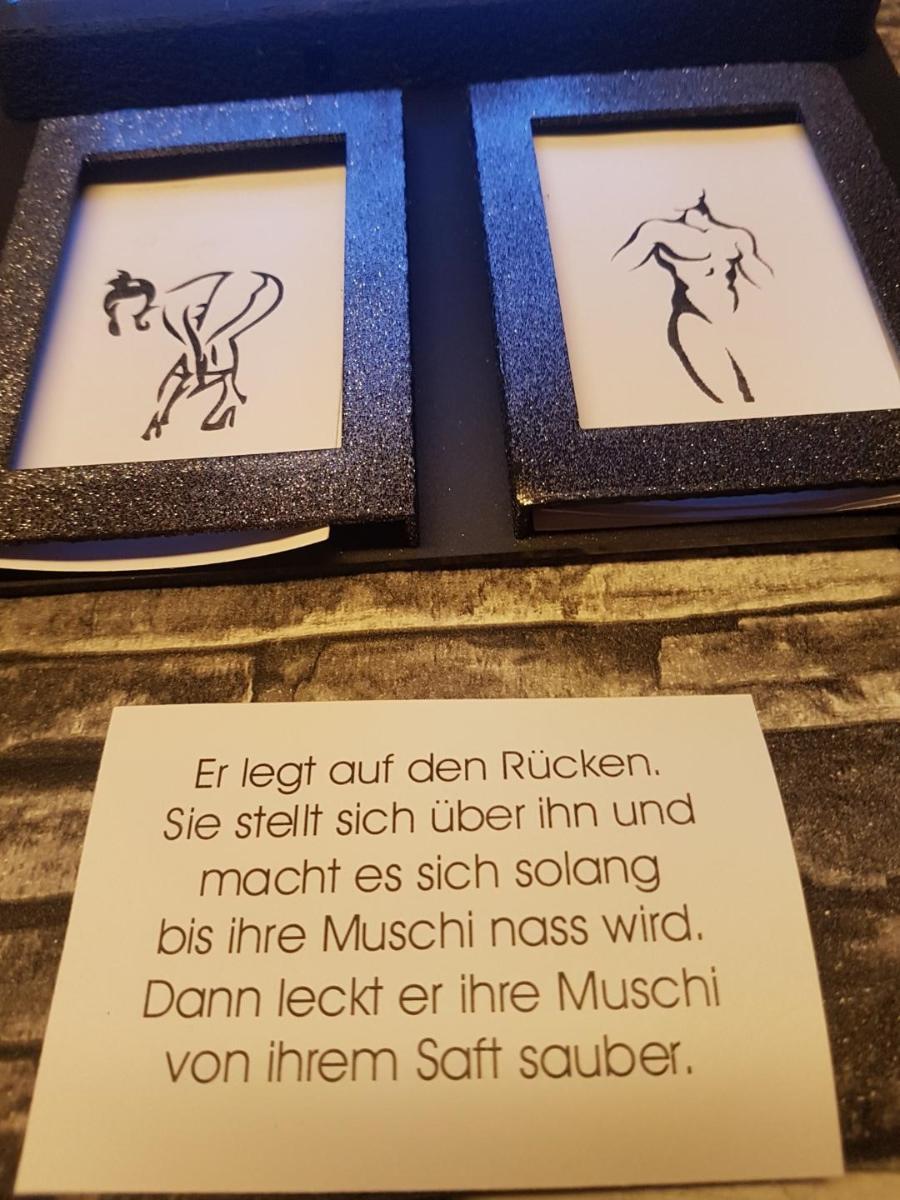 Er legt auf den Rücken.
Sie stellt sich über ihn und
macht es sich solang
bis ihre Muschi nass wird.
Dann leckt er ihre Muschi
von ihrem Saft sauber.